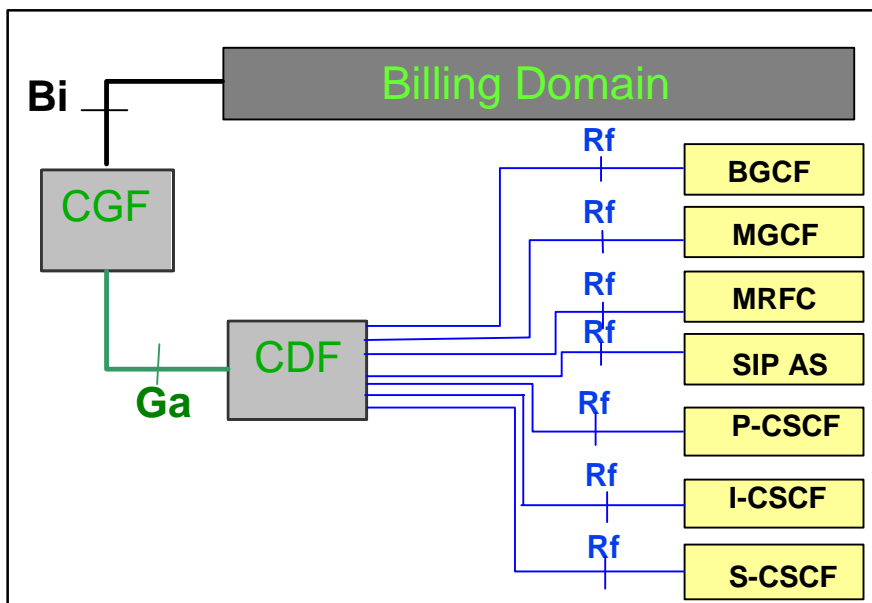 Billing Domain
Bi
Rf
BGCF
CGF
Rf
MGCF
Rf
MRFC
Rf
CDF
SIP AS
Ga
Rf
P-CSCF
Rf
I-CSCF
Rf
S-CSCF